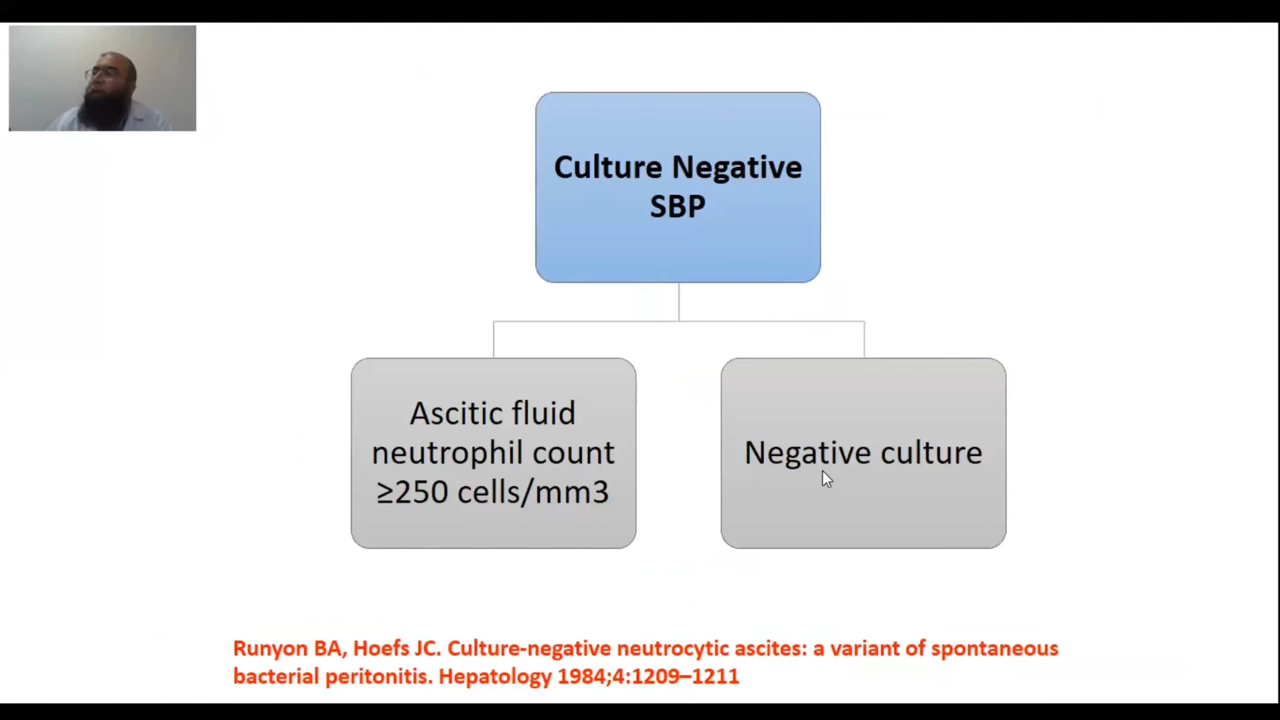 Culture Negative
SBP
Ascitic fluid
neutrophil count
≥250 cells/mm3
Negative culture
Runyon BA, Hoefs JC. Culture-negative neutrocytic ascites: a variant of spontaneous
bacterial peritonitis. Hepatology 1984;4:1209–1211